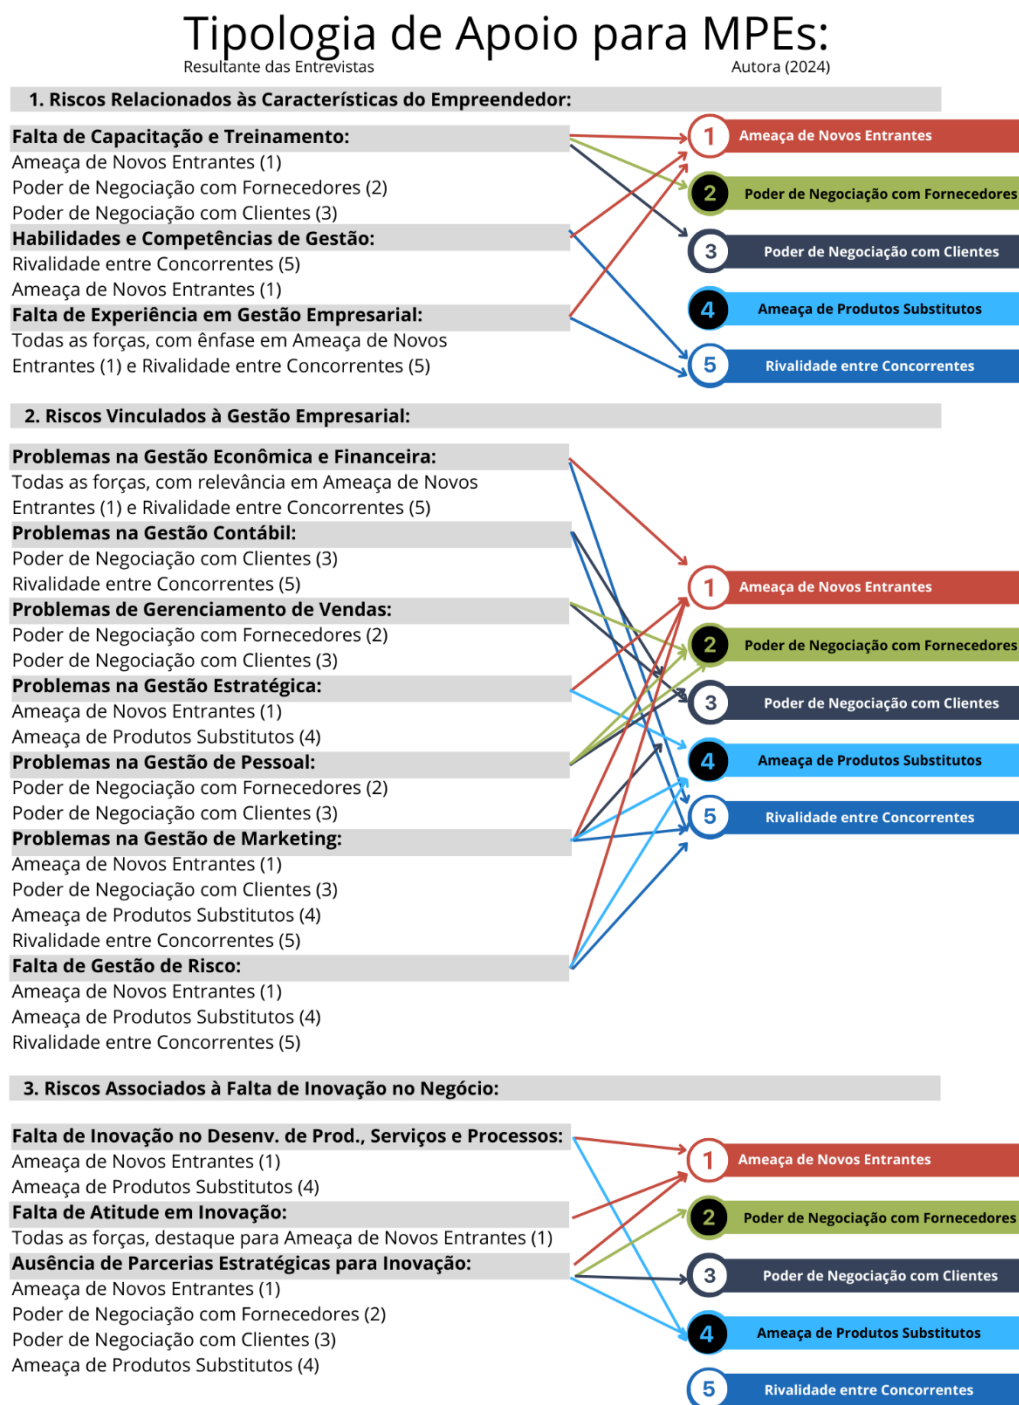 Tipologia de Apoio para MPEs:
Resultante das Entrevistas
Autora (2024)
1. Riscos Relacionados às Características do Empreendedor:
Falta de Capacitação e Treinamento:
Ameaça de Novos Entrantes (1)
Poder de Negociação com Fornecedores (2)
Poder de Negociação com Clientes (3)
Habilidades e Competências de Gestão:
Rivalidade entre Concorrentes (5)
Ameaça de Novos Entrantes (1)
Falta de Experiência em Gestão Empresarial:
Todas as forças, com ênfase em Ameaça de Novos
Entrantes (1) e Rivalidade entre Concorrentes (5)
1 Ameaça de Novos Entrantes
2 Poder de Negociação com Fornecedores
3 Poder de Negociação com Clientes
4 Ameaça de Produtos Substitutos
5 Rivalidade entre Concorrentes
2. Riscos Vinculados à Gestão Empresarial:
Problemas na Gestão Econômica e Financeira:
Todas as forças, com relevância em Ameaça de Novos
Entrantes (1) e Rivalidade entre Concorrentes (5)
Problemas na Gestão Contábil:
Poder de Negociação com Clientes (3)
Rivalidade entre Concorrentes (5)
Problemas de Gerenciamento de Vendas:
Poder de Negociação com Fornecedores (2)
Poder de Negociação com Clientes (3)
Problemas na Gestão Estratégica:
Ameaça de Novos Entrantes (1)
Ameaça de Produtos Substitutos (4)
Problemas na Gestão de Pessoal:
Poder de Negociação com Fornecedores (2)
Poder de Negociação com Clientes (3)
Problemas na Gestão de Marketing:
Ameaça de Novos Entrantes (1)
Poder de Negociação com Clientes (3)
Ameaça de Produtos Substitutos (4)
Rivalidade entre Concorrentes (5)
Falta de Gestão de Risco:
Ameaça de Novos Entrantes (1)
Ameaça de Produtos Substitutos (4)
Rivalidade entre Concorrentes (5)
1 Ameaça de Novos Entrantes
2 Poder de Negociação com Fornecedores
3 Poder de Negociação com Clientes
4 Ameaça de Produtos Substitutos
5 Rivalidade entre Concorrentes
3. Riscos Associados à Falta de Inovação no Negócio:
Falta de Inovação no Desenv. de Prod., Serviços e Processos:
Ameaça de Novos Entrantes (1)
Ameaça de Produtos Substitutos (4)
Falta de Atitude em Inovação:
Todas as forças, destaque para Ameaça de Novos Entrantes (1)
Ausência de Parcerias Estratégicas para Inovação:
Ameaça de Novos Entrantes (1)
Poder de Negociação com Fornecedores (2)
Poder de Negociação com Clientes (3)
Ameaça de Produtos Substitutos (4)
1 Ameaça de Novos Entrantes
2 Poder de Negociação com Fornecedores
3 Poder de Negociação com Clientes
4 Ameaça de Produtos Substitutos
5 Rivalidade entre Concorrentes